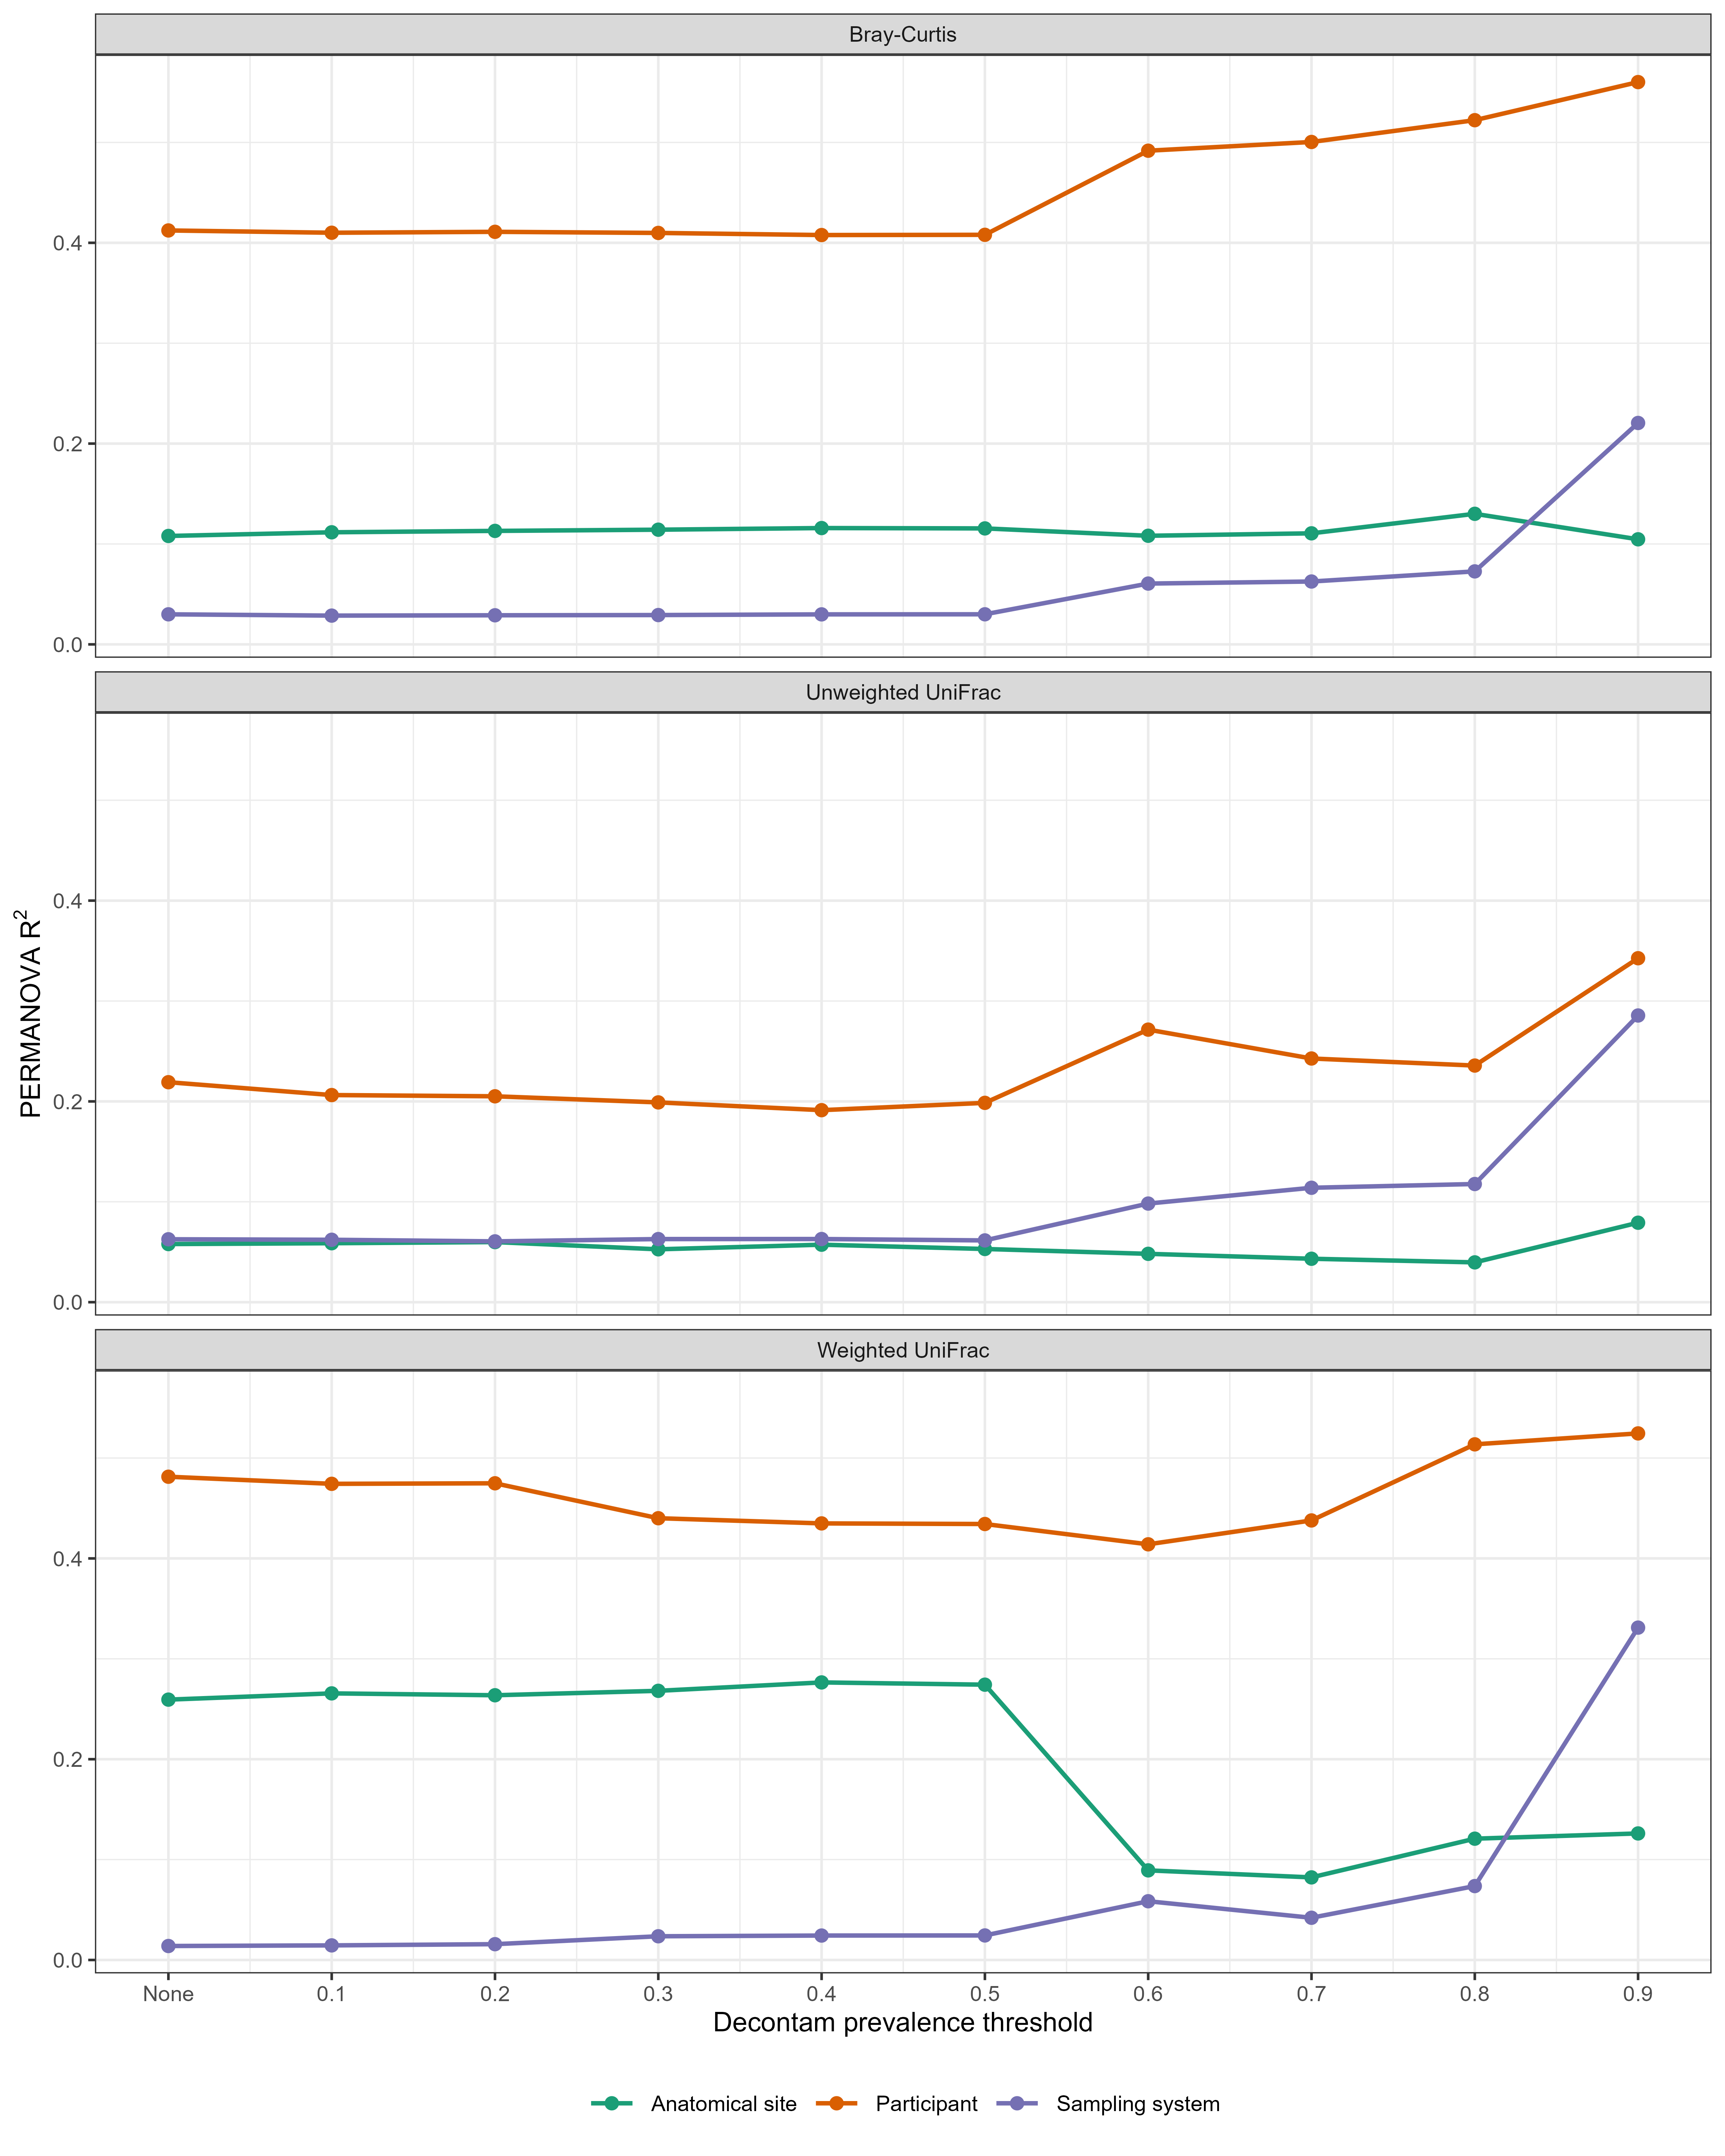 Bray-Curtis
0.4
0.2
0.0
Unweighted UniFrac
0.4
0.2
0.0
PERMANOVA R²
Weighted UniFrac
0.4
0.2
0.0
None 0.1 0.2 0.3 0.4 0.5 0.6 0.7 0.8 0.9
Decontam prevalence threshold
Anatomical site Participant Sampling system